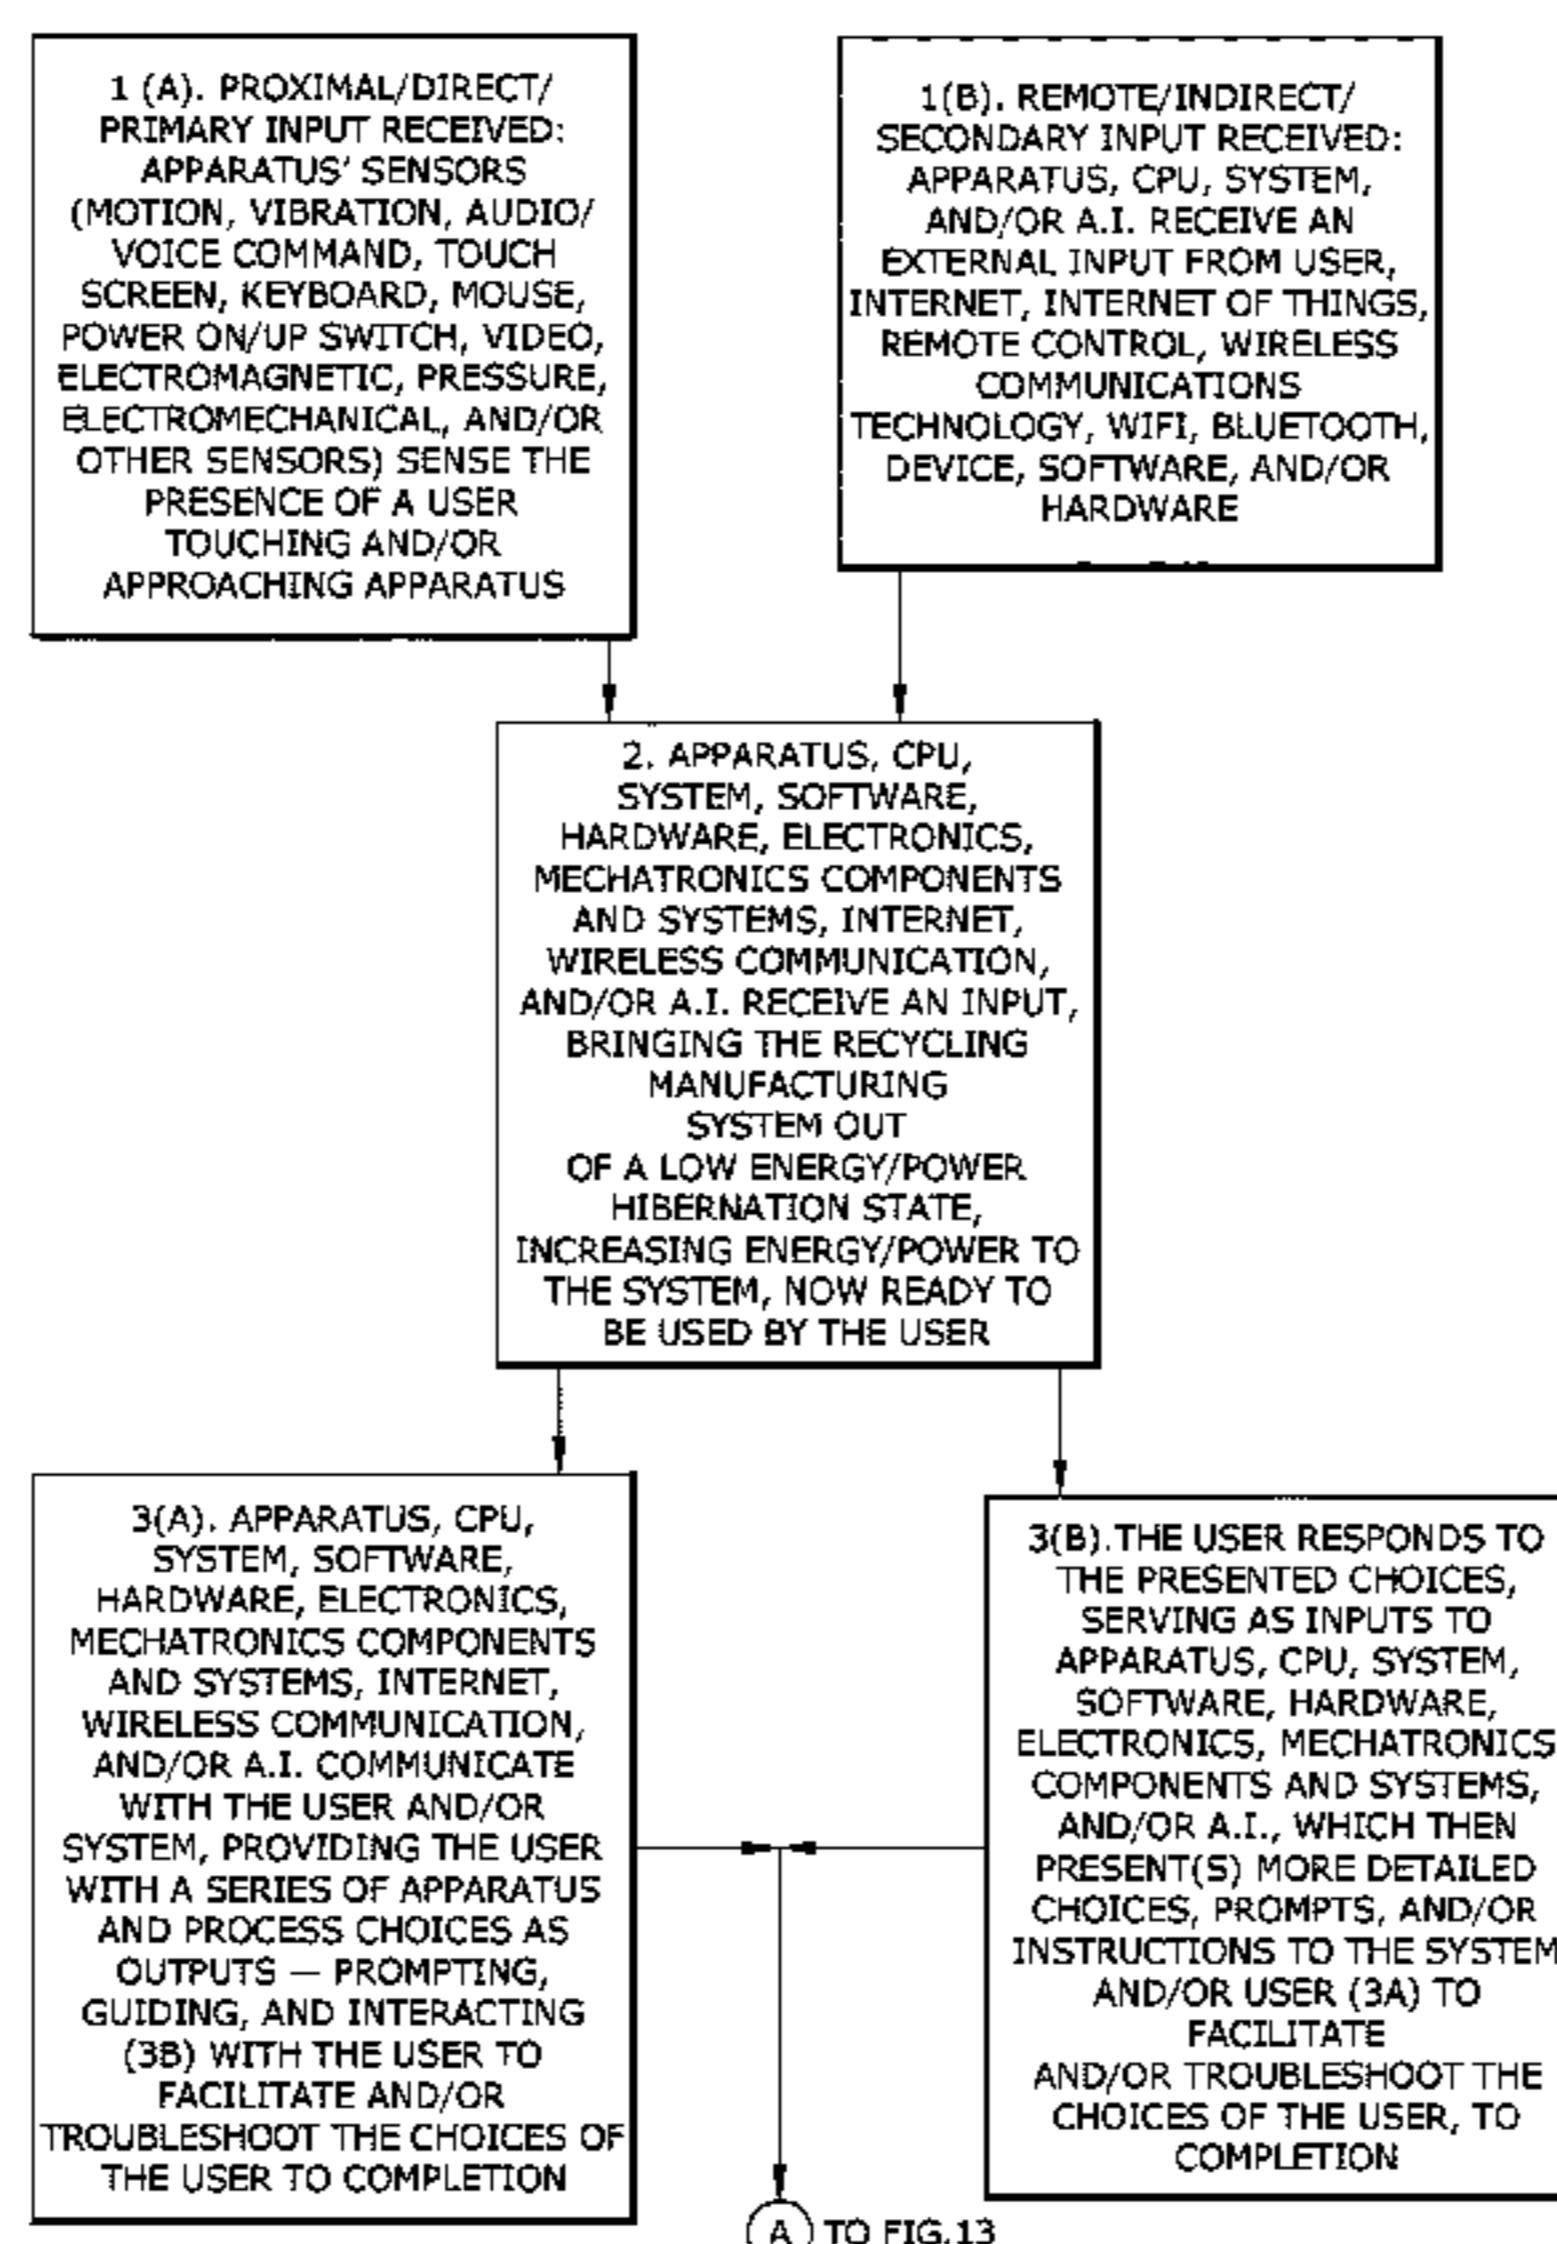 1 (A). PROXIMAL/DIRECT/
PRIMARY INPUT RECEIVED:
APPARATUS' SENSORS
(MOTION, VIBRATION, AUDIO/
VOICE COMMAND, TOUCH
SCREEN, KEYBOARD, MOUSE,
POWER ON/UP SWITCH, VIDEO,
ELECTROMAGNETIC, PRESSURE,
ELECTROMECHANICAL, AND/OR
OTHER SENSORS) SENSE THE
PRESENCE OF A USER
TOUCHING AND/OR
APPROACHING APPARATUS
1(B). REMOTE/INDIRECT/
SECONDARY INPUT RECEIVED:
APPARATUS, CPU, SYSTEM,
AND/OR A.I. RECEIVE AN
EXTERNAL INPUT FROM USER,
INTERNET, INTERNET OF THINGS,
REMOTE CONTROL, WIRELESS
COMMUNICATIONS
TECHNOLOGY, WIFI, BLUETOOTH,
DEVICE, SOFTWARE, AND/OR
HARDWARE
2. APPARATUS, CPU,
SYSTEM, SOFTWARE,
HARDWARE, ELECTRONICS,
MECHATRONICS COMPONENTS
AND SYSTEMS, INTERNET,
WIRELESS COMMUNICATION,
AND/OR A.I. RECEIVE AN INPUT,
BRINGING THE RECYCLING
MANUFACTURING
SYSTEM OUT
OF A LOW ENERGY/POWER
HIBERNATION STATE,
INCREASING ENERGY/POWER TO
THE SYSTEM, NOW READY TO
BE USED BY THE USER
3(A). APPARATUS, CPU,
SYSTEM, SOFTWARE,
HARDWARE, ELECTRONICS,
MECHATRONICS COMPONENTS
AND SYSTEMS, INTERNET,
WIRELESS COMMUNICATION,
AND/OR A.I. COMMUNICATE
WITH THE USER AND/OR
SYSTEM, PROVIDING THE USER
WITH A SERIES OF APPARATUS
AND PROCESS CHOICES AS
OUTPUTS — PROMPTING,
GUIDING, AND INTERACTING
(3B) WITH THE USER TO
FACILITATE AND/OR
TROUBLESHOOT THE CHOICES OF
THE USER TO COMPLETION
3(B).THE USER RESPONDS TO
THE PRESENTED CHOICES,
SERVING AS INPUTS TO
APPARATUS, CPU, SYSTEM,
SOFTWARE, HARDWARE,
ELECTRONICS, MECHATRONICS
COMPONENTS AND SYSTEMS,
AND/OR A.I., WHICH THEN
PRESENT(S) MORE DETAILED
CHOICES, PROMPTS, AND/OR
INSTRUCTIONS TO THE SYSTEM
AND/OR USER (3A) TO
FACILITATE
AND/OR TROUBLESHOOT THE
CHOICES OF THE USER, TO
COMPLETION
A TO FIG.13